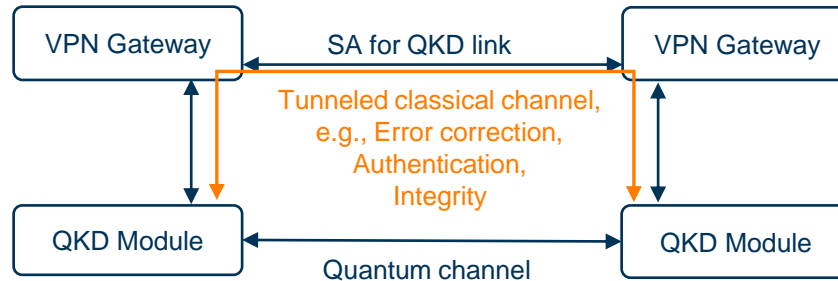 VPN Gateway
SA for QKD link
VPN Gateway
Tunneled classical channel,
e.g., Error correction,
Authentication,
Integrity
QKD Module
QKD Module
Quantum channel